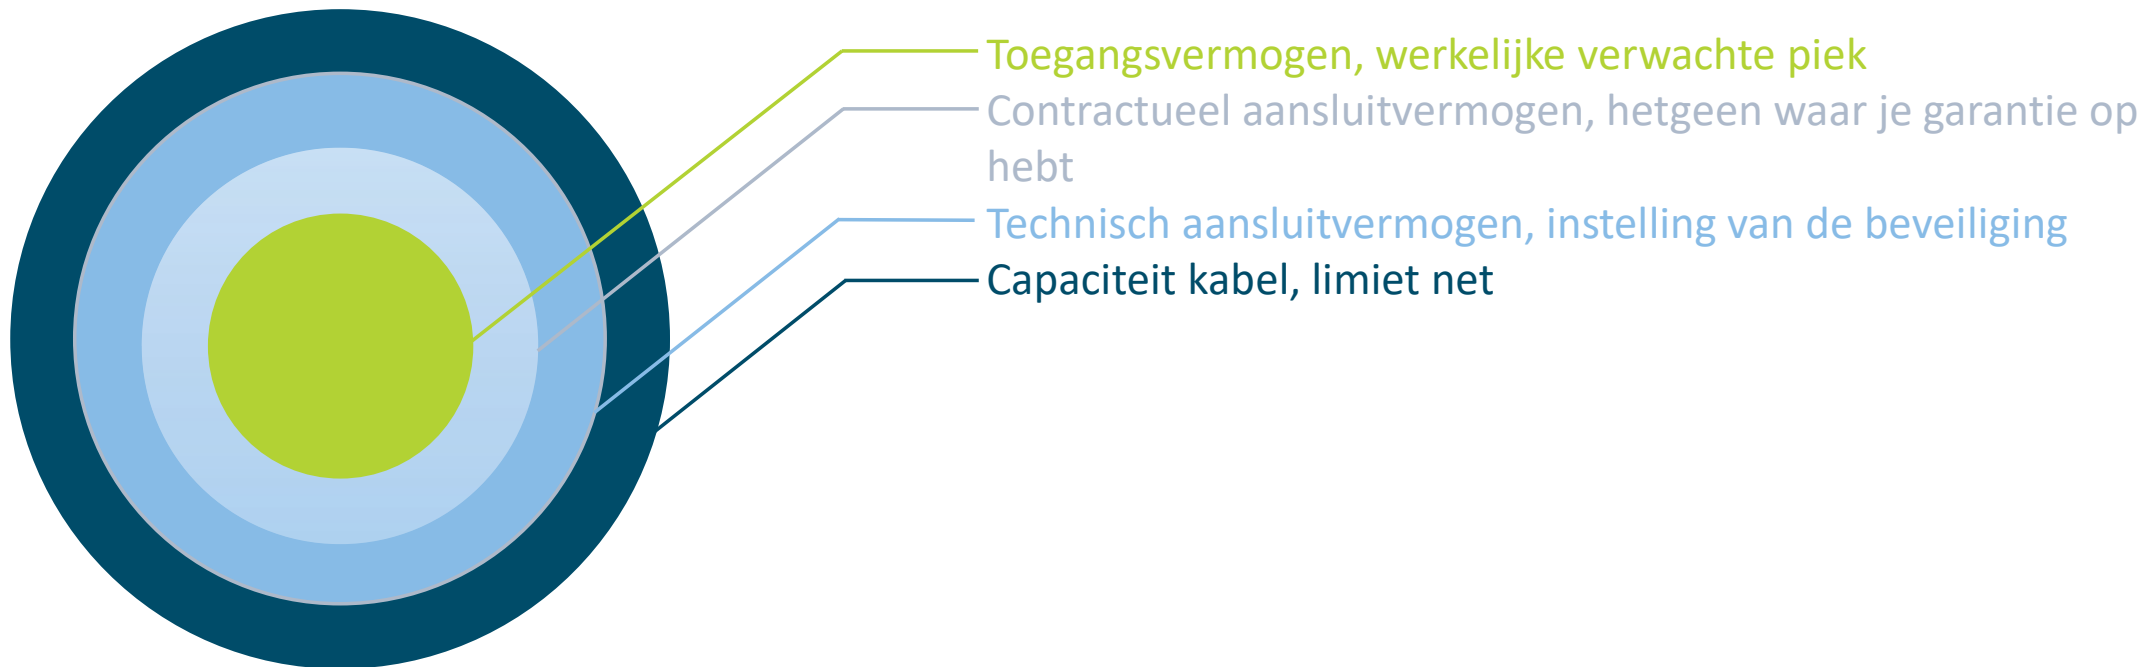 Toegangsvermogen, werkelijke verwachte piek
Contractueel aansluitvermogen, hetgeen waar je garantie op
hebt
Technisch aansluitvermogen, instelling van de beveiliging
Capaciteit kabel, limiet net